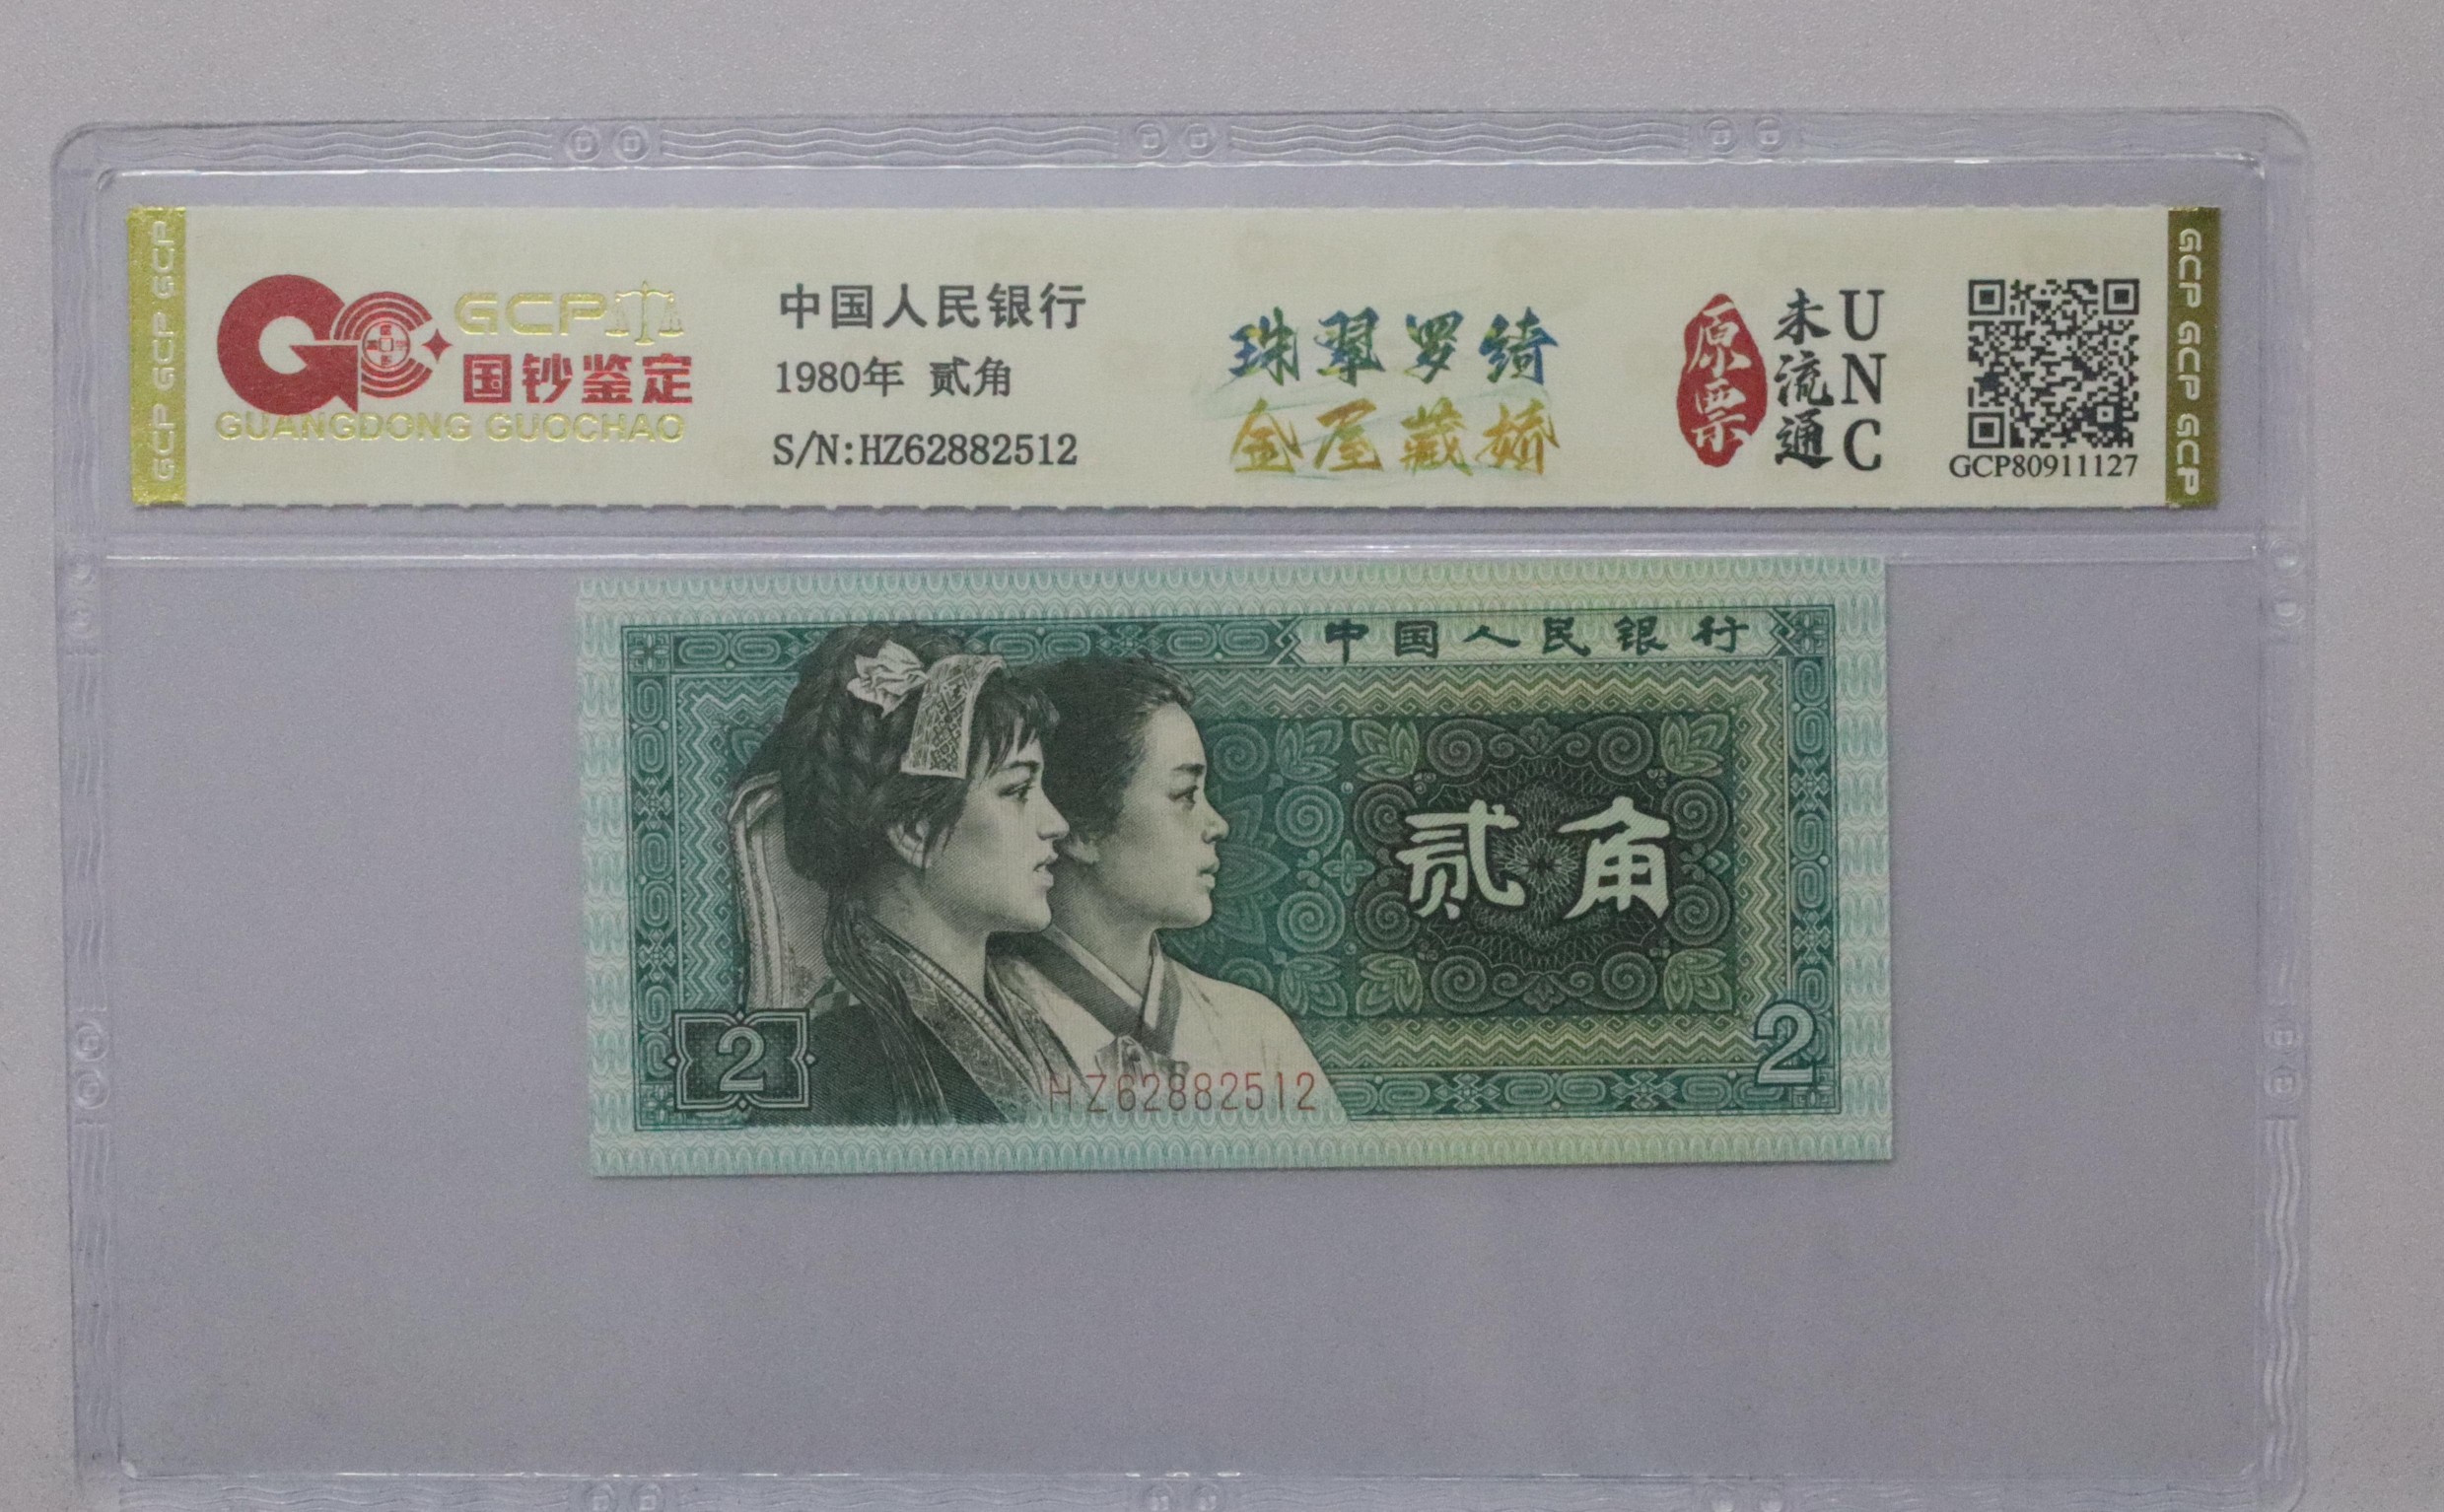 GCP GCP GCP
GCP
国钞鉴定
GUANGDONG GUOCHAO
中国人民银行
1980年 贰角
S/N:HZ62882512
珠翠罗绮
金屋藏娇
原票
未流通
UNC
GCP80911127
GCP GCP GCP
中国人民银行
贰角
2
2
HZ62882512